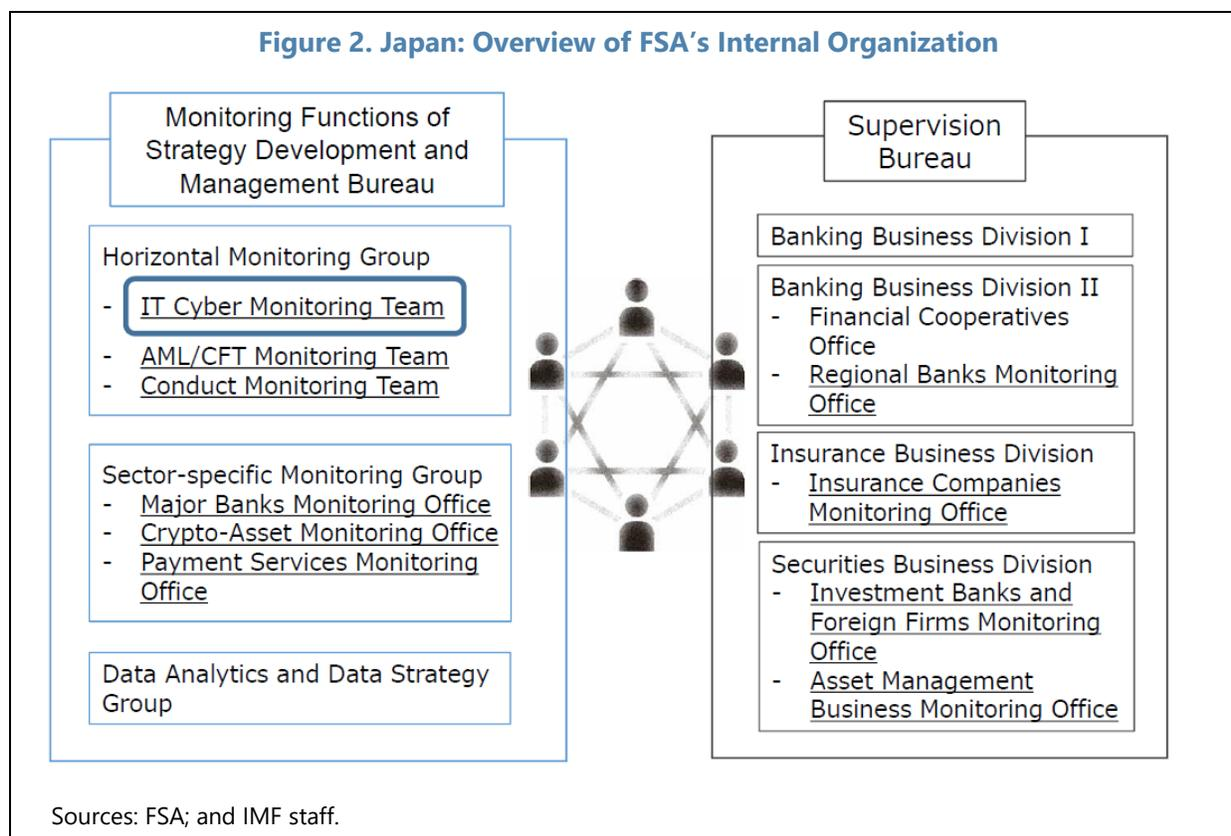 Figure 2. Japan: Overview of FSA's Internal Organization
Monitoring Functions of
Strategy Development and
Management Bureau
Horizontal Monitoring Group
- IT Cyber Monitoring Team
- AML/CFT Monitoring Team
- Conduct Monitoring Team
Sector-specific Monitoring Group
- Major Banks Monitoring Office
- Crypto-Asset Monitoring Office
- Payment Services Monitoring
Office
Data Analytics and Data Strategy
Group
Supervision
Bureau
Banking Business Division I
Banking Business Division II
- Financial Cooperatives
Office
- Regional Banks Monitoring
Office
Insurance Business Division
- Insurance Companies
Monitoring Office
Securities Business Division
- Investment Banks and
Foreign Firms Monitoring
Office
- Asset Management
Business Monitoring Office
Sources: FSA; and IMF staff.